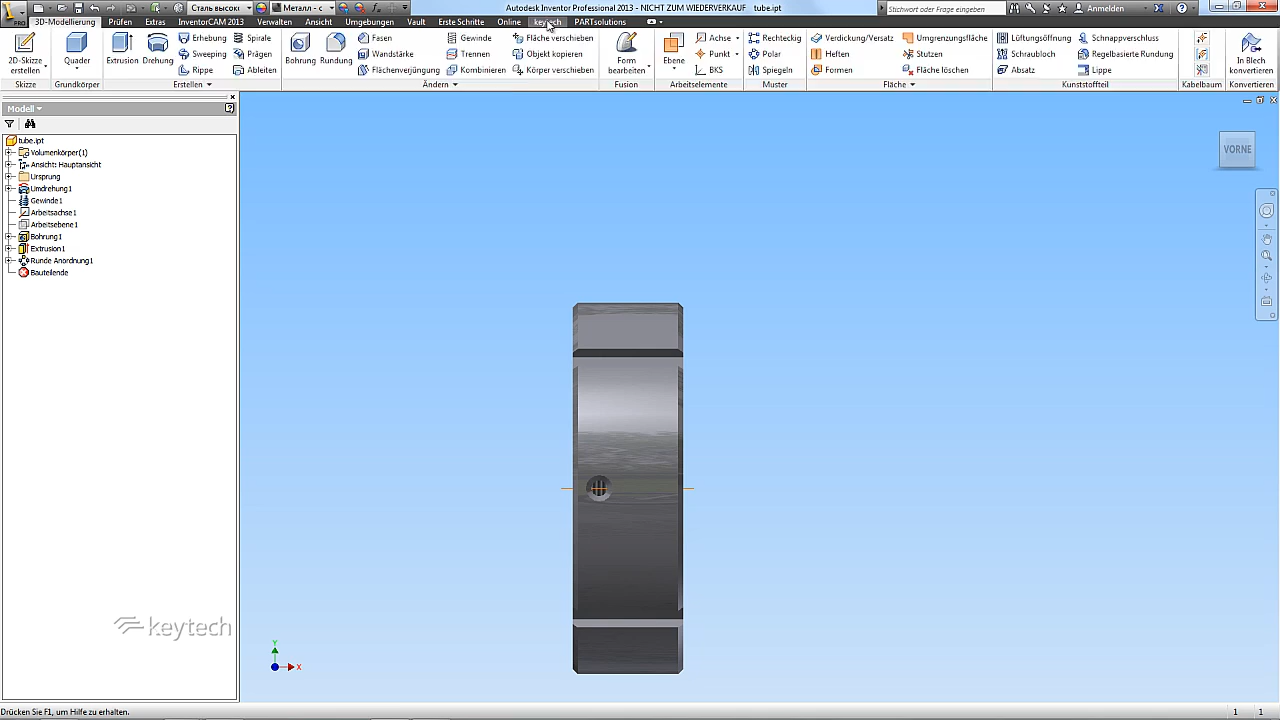 Сталь высокс
Металл - с
Autodesk Inventor Professional 2013 - NICHT ZUM WIEDERVERKAUF tube.ipt
Stichwort oder Frage eingeben
Anmelden
PRO
3D-Modellierung Prüfen Extras InventorCAM 2013 Verwalten Ansicht Umgebungen Vault Erste Schritte Online keytech PARTsolutions
2D-Skizze erstellen
Quader
Extrusion
Drehung
Erhebung
Spirale
Sweeping
Prägen
Rippe
Ableiten
Bohrung
Rundung
Fasen
Gewinde
Fläche verschieben
Wandstärke
Trennen
Objekt kopieren
Flächenverjüngung
Kombinieren
Körper verschieben
Form bearbeiten
Ebene
Achse
Punkt
BKS
Rechteckig
Polar
Spiegeln
Verdickung/Versatz
Umgrenzungsfläche
Heften
Stutzen
Formen
Fläche löschen
Lüftungsöffnung
Schnappverschluss
Schraubloch
Regelbasierte Rundung
Absatz
Lippe
In Blech konvertieren
Skizze Grundkörper Erstellen Ändern Fusion Arbeitselemente Muster Fläche Kunststoffteil Kabelbaum Konvertieren
Modell
tube.ipt
Volumenkörper(1)
Ansicht: Hauptansicht
Ursprung
Umdrehung1
Gewinde1
Arbeitsachse1
Arbeitsebene1
Bohrung1
Extrusion1
Runde Anordnung1
Bauteilende
VORNE
keytech
Y
X
Drücken Sie F1, um Hilfe zu erhalten.
1 1